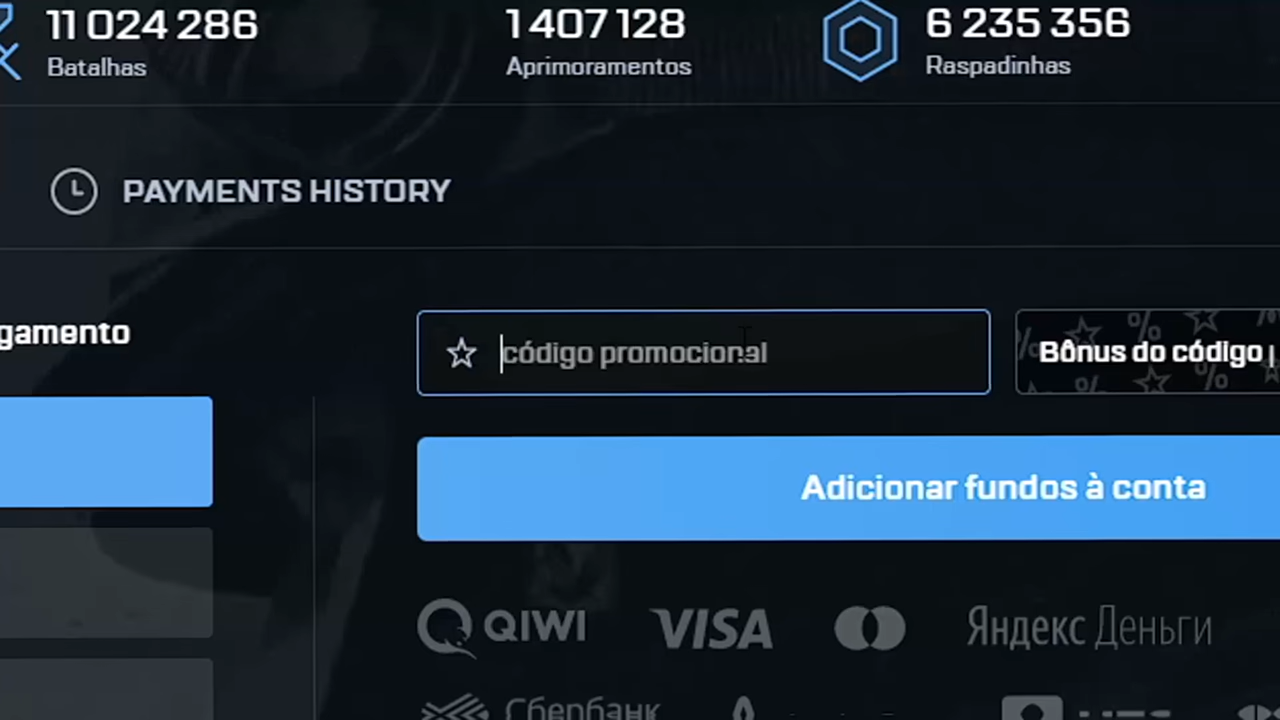 11 024 286
Batalhas
1 407 128
Aprimoramentos
6 235 356
Raspadinhas
PAYMENTS HISTORY
gamento
código promocional
Bônus do código
Adicionar fundos à conta
QIWI
VISA
Яндекс Деньги
Сбербанк